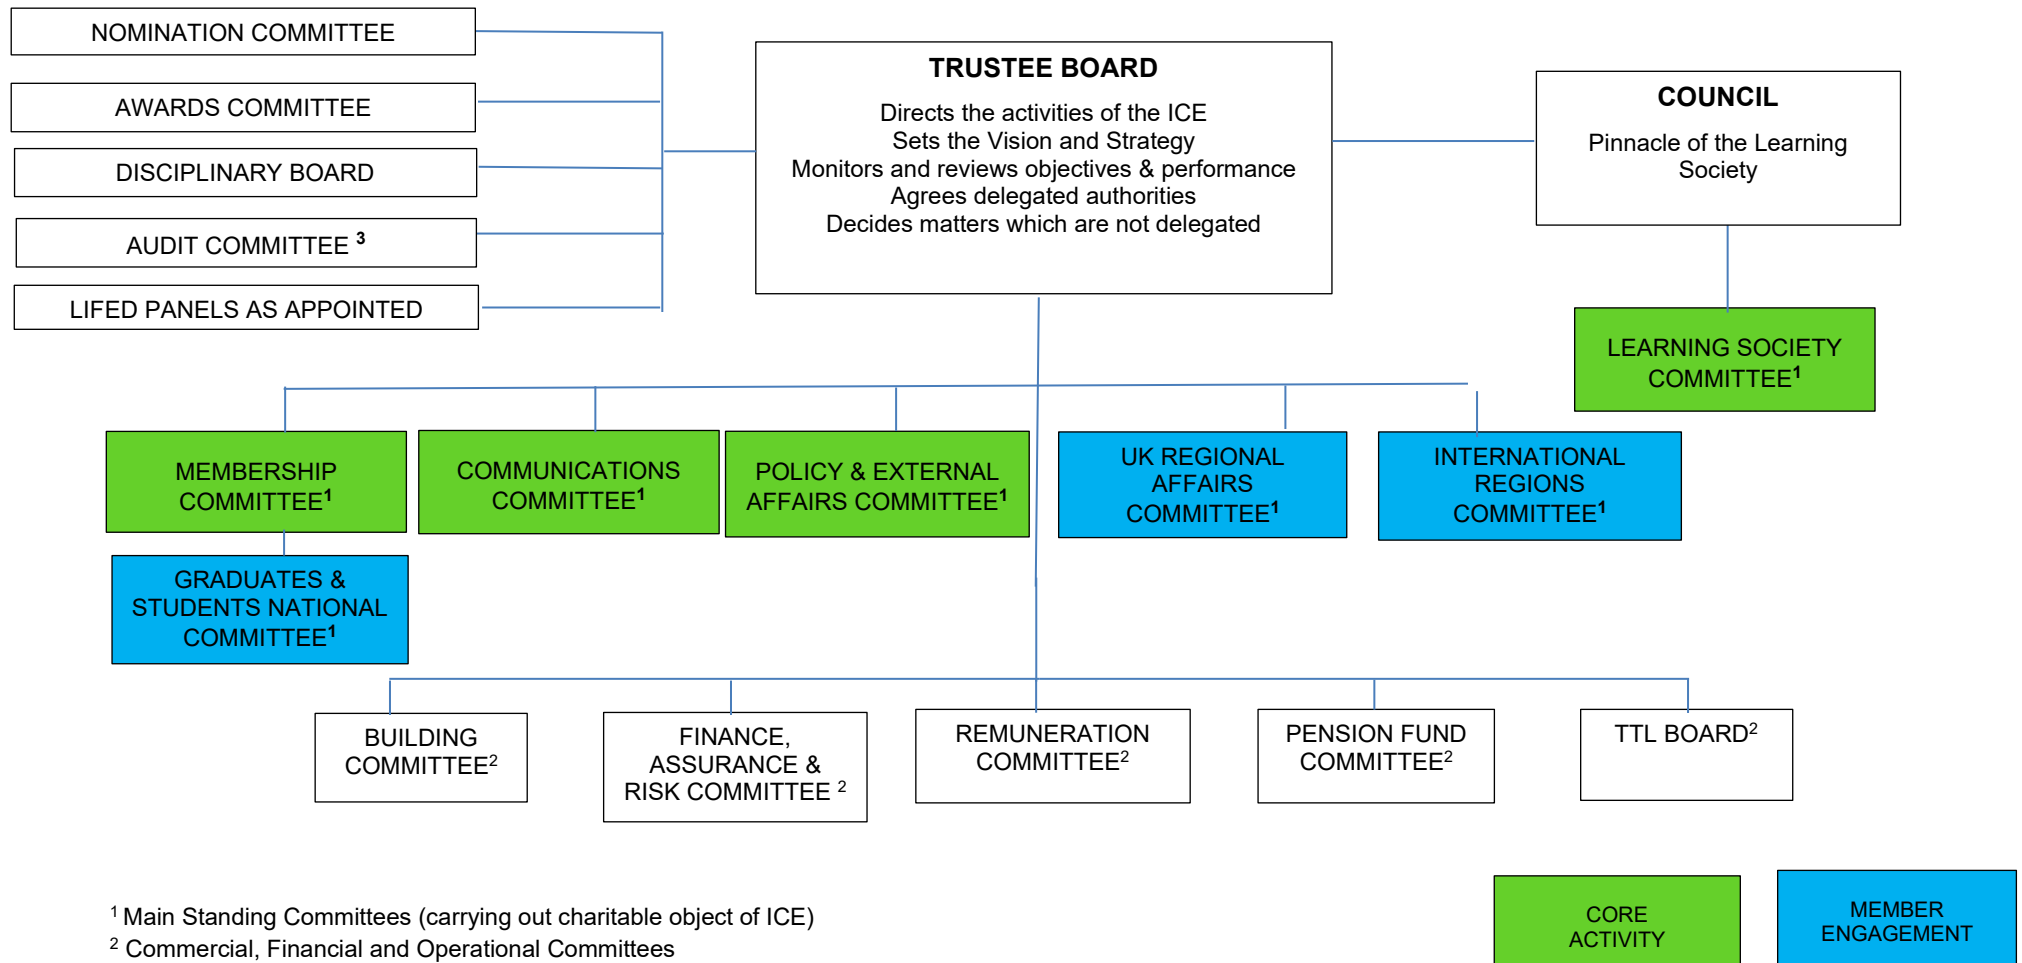 NOMINATION COMMITTEE
AWARDS COMMITTEE
DISCIPLINARY BOARD
AUDIT COMMITTEE ³
LIFED PANELS AS APPOINTED
TRUSTEE BOARD
Directs the activities of the ICE
Sets the Vision and Strategy
Monitors and reviews objectives & performance
Agrees delegated authorities
Decides matters which are not delegated
COUNCIL
Pinnacle of the Learning
Society
LEARNING SOCIETY
COMMITTEE¹
MEMBERSHIP
COMMITTEE¹
COMMUNICATIONS
COMMITTEE¹
POLICY & EXTERNAL
AFFAIRS COMMITTEE¹
UK REGIONAL
AFFAIRS
COMMITTEE¹
INTERNATIONAL
REGIONS
COMMITTEE¹
GRADUATES &
STUDENTS NATIONAL
COMMITTEE¹
BUILDING
COMMITTEE²
FINANCE,
ASSURANCE &
RISK COMMITTEE ²
REMUNERATION
COMMITTEE²
PENSION FUND
COMMITTEE²
TTL BOARD²
¹ Main Standing Committees (carrying out charitable object of ICE)
² Commercial, Financial and Operational Committees
CORE
ACTIVITY
MEMBER
ENGAGEMENT